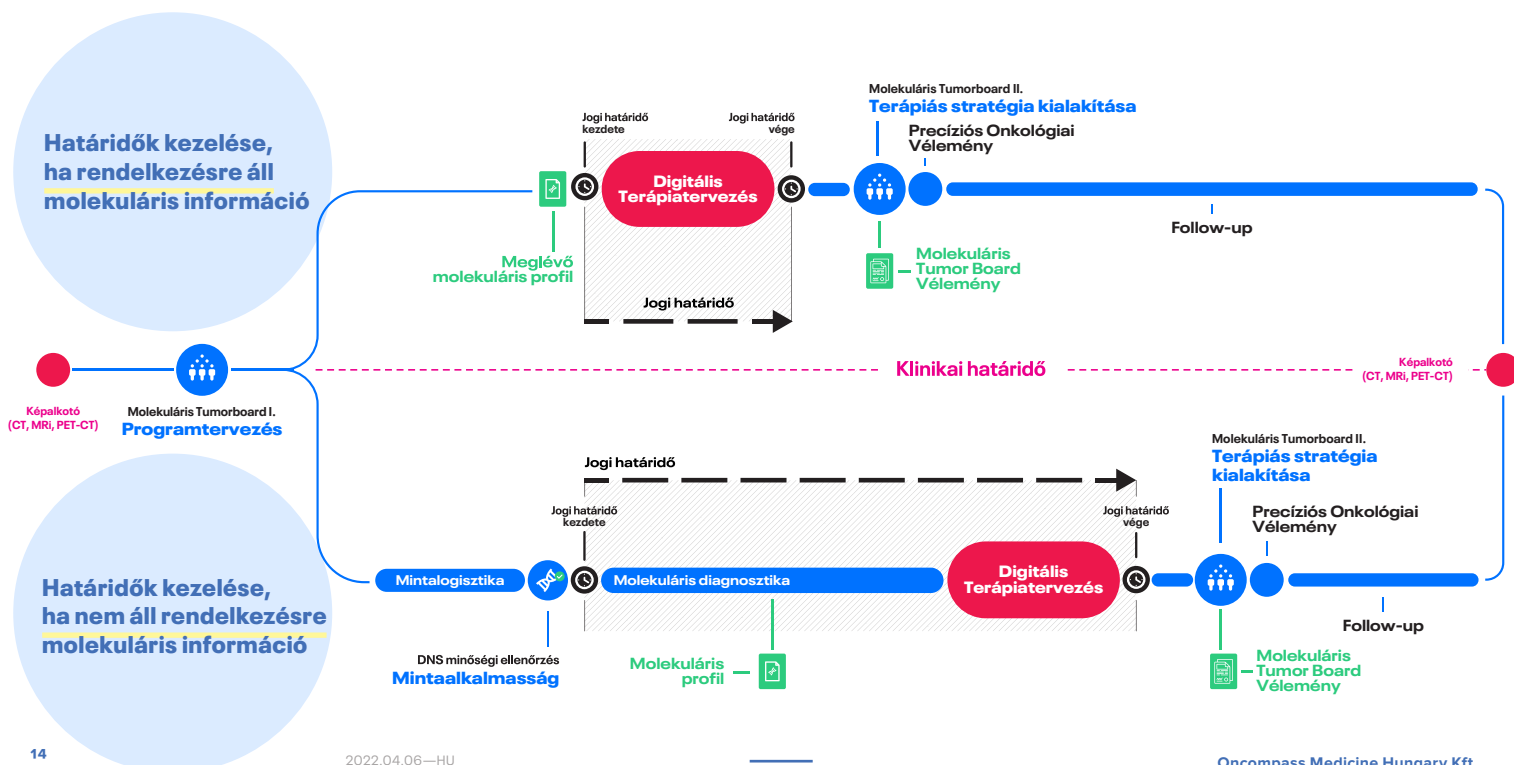 Határidők kezelése,
ha rendelkezésre áll
molekuláris információ
Jogi határidő
kezdete
Jogi határidő
vége
Digitális
Terápiatervezés
Meglévő
molekuláris profil
Jogi határidő
Molekuláris Tumorboard II.
Terápiás stratégia kialakítása
Precíziós Onkológiai
Vélemény
Molekuláris
Tumor Board
Vélemény
Follow-up
Képalkotó
(CT, MRi, PET-CT)
Molekuláris Tumorboard I.
Programtervezés
Klinikai határidő
Képalkotó
(CT, MRi, PET-CT)
Határidők kezelése,
ha nem áll rendelkezésre
molekuláris információ
Jogi határidő
Jogi határidő
kezdete
Jogi határidő
vége
Mintalogisztika
Molekuláris diagnosztika
Digitális
Terápiatervezés
DNS minőségi ellenőrzés
Mintaalkalmasság
Molekuláris
profil
Molekuláris Tumorboard II.
Terápiás stratégia
kialakítása
Precíziós Onkológiai
Vélemény
Follow-up
Molekuláris
Tumor Board
Vélemény
14
2022.04.06—HU
Oncompass Medicine Hungary Kft